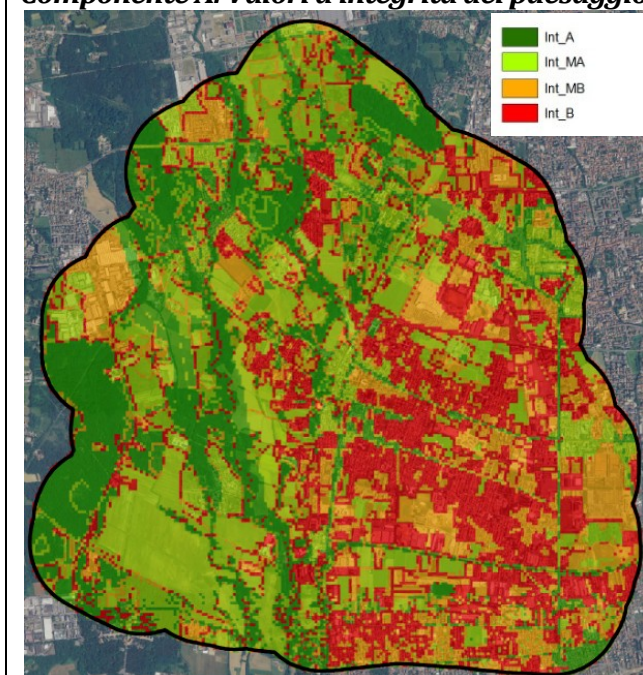 Componente A: Valori d'integrità del paesaggio
Int_A
Int_MA
Int_MB
Int_B